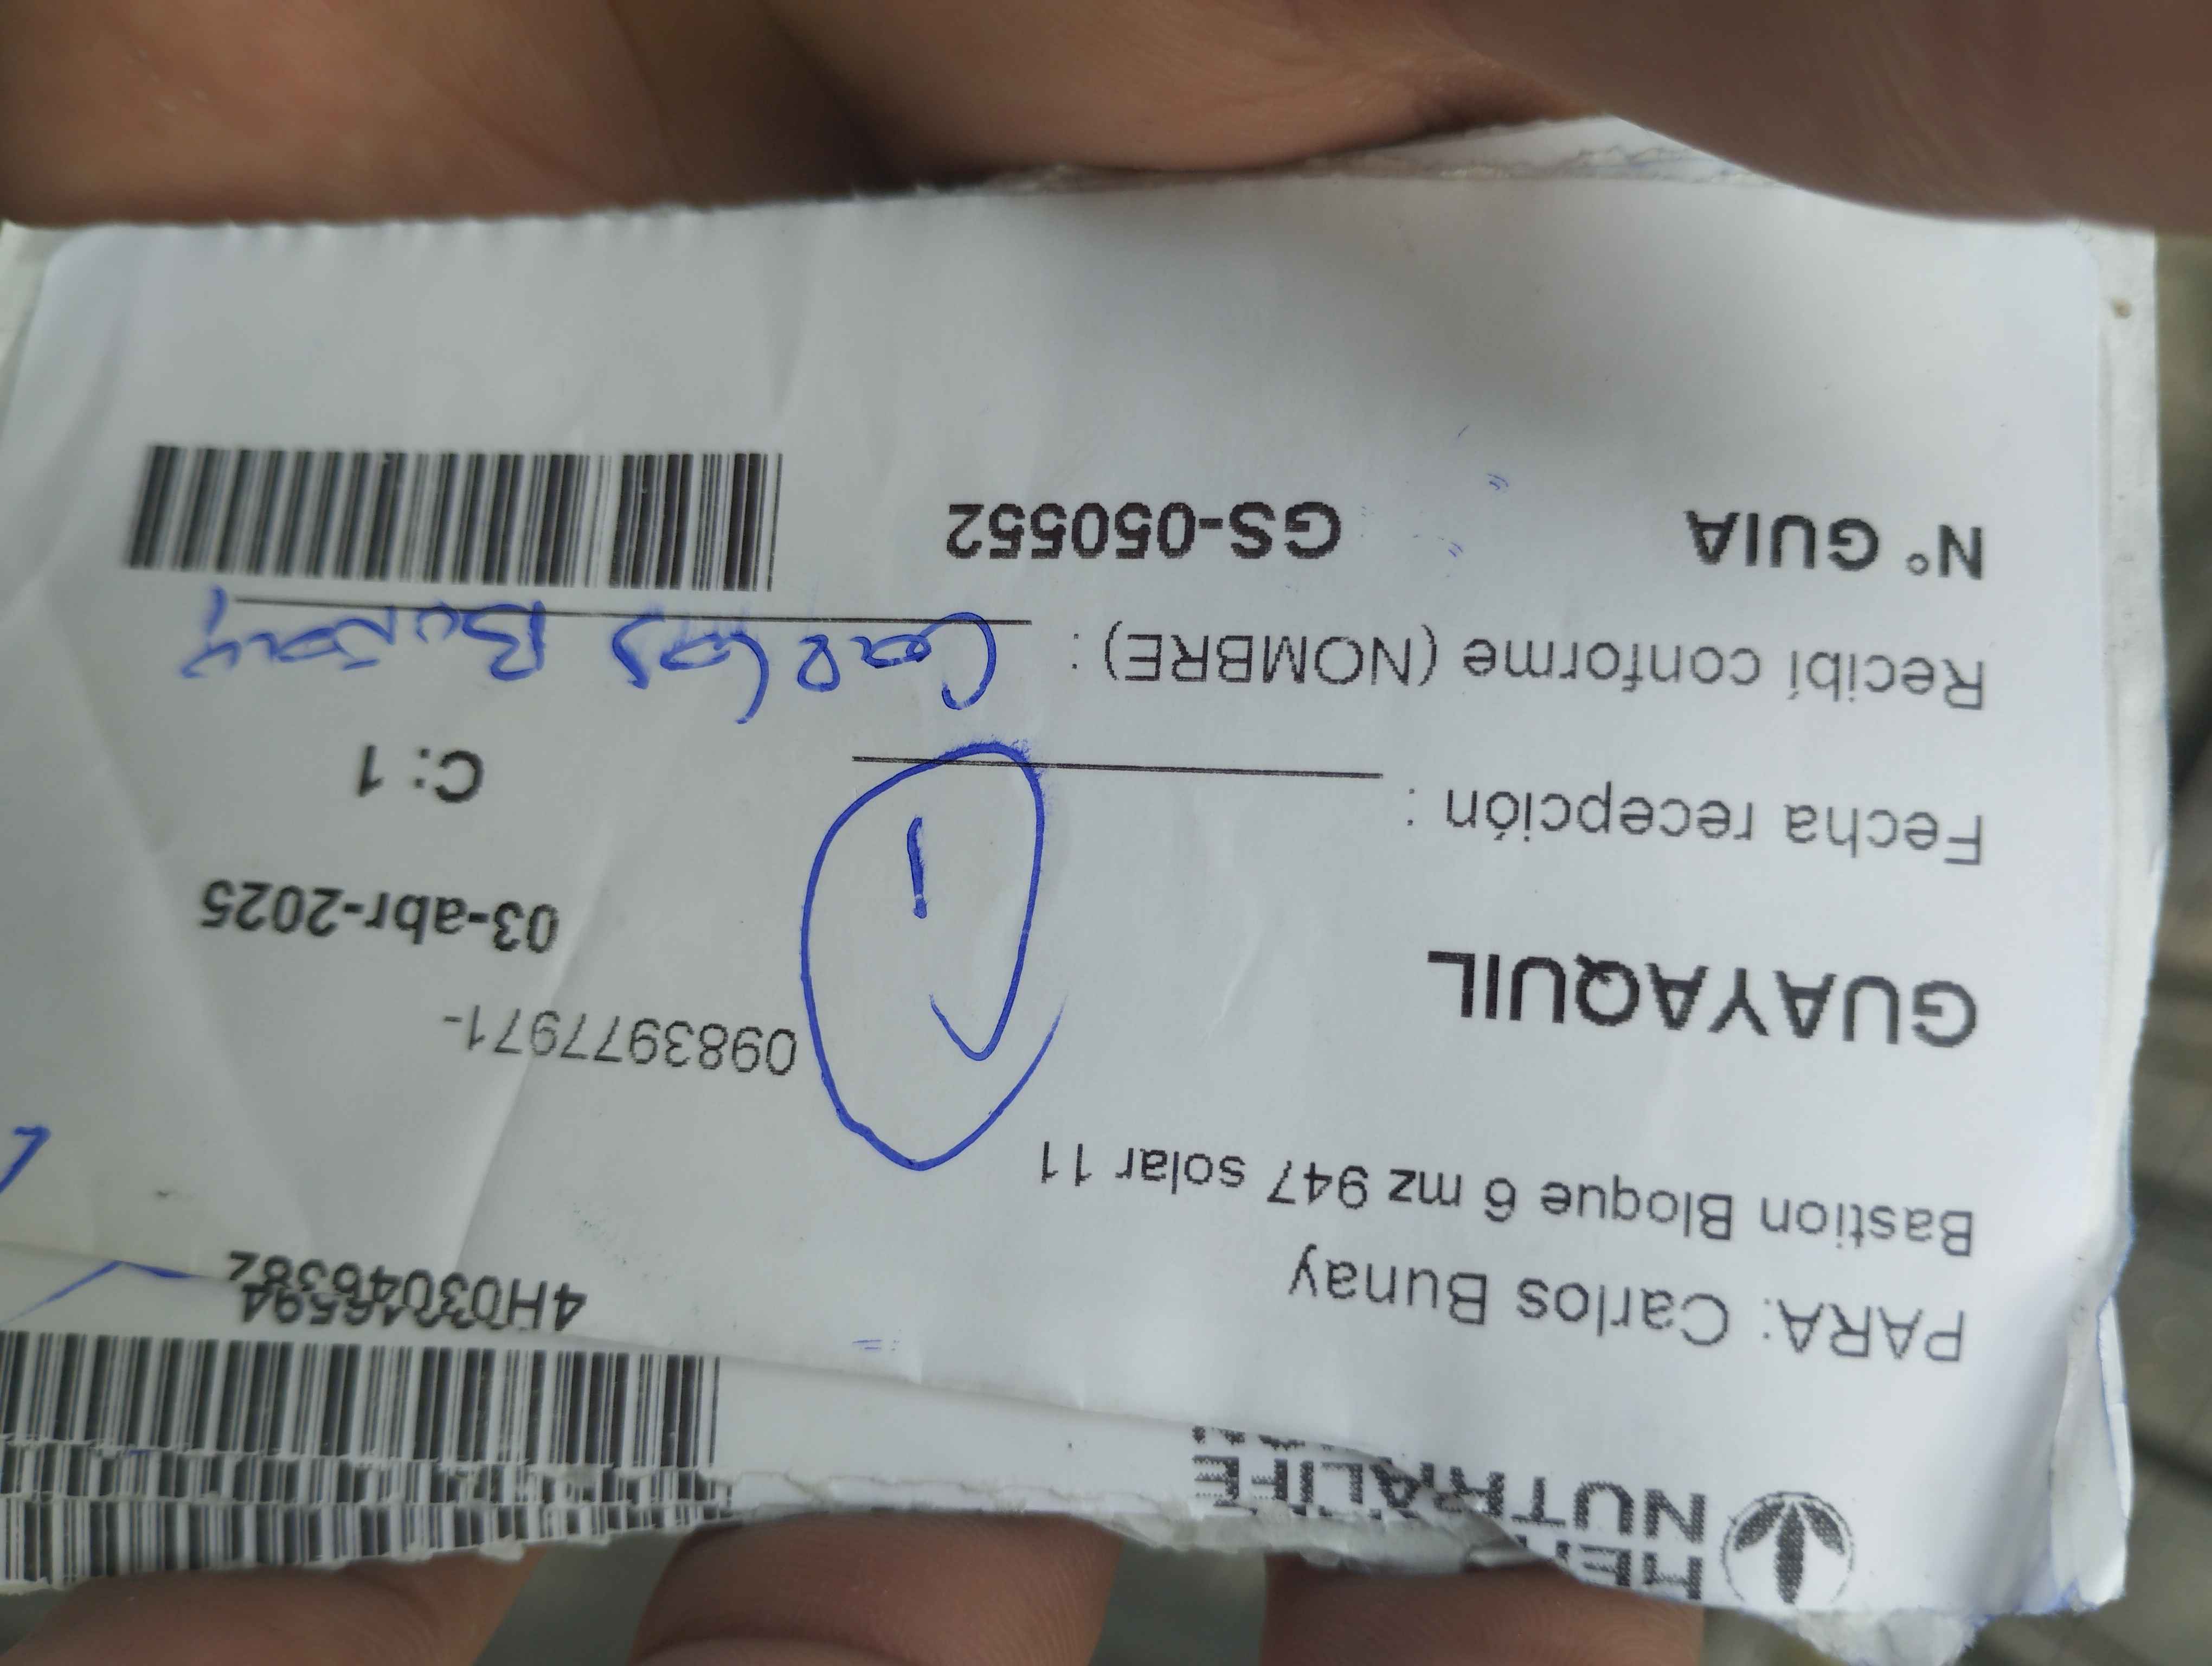 HERBALIFE
NUTRITION
PARA: Carlos Bunay
Bastion Bloque 6 mz 947 solar 11
0983977971-
GUAYAQUIL
03-abr-2025
1
Fecha recepción :
C: 1
Recibí conforme (NOMBRE) : Carlos Bunay
N° GUIA GS-050552